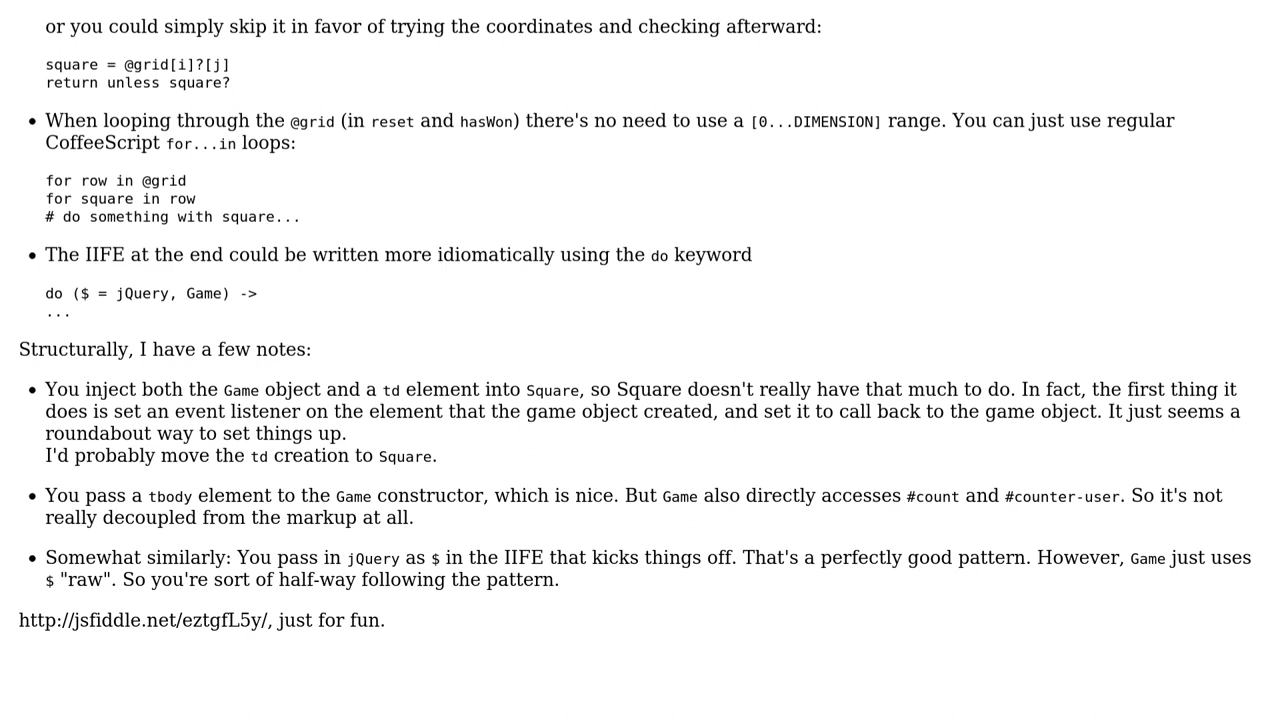 or you could simply skip it in favor of trying the coordinates and checking afterward:
square = @grid[i]?[j]
return unless square?
• When looping through the @grid (in reset and hasWon) there's no need to use a [0...DIMENSION] range. You can just use regular
CoffeeScript for...in loops:
for row in @grid
for square in row
# do something with square...
• The IIFE at the end could be written more idiomatically using the do keyword
do ($ = jQuery, Game) ->
...
Structurally, I have a few notes:
• You inject both the Game object and a td element into Square, so Square doesn't really have that much to do. In fact, the first thing it
does is set an event listener on the element that the game object created, and set it to call back to the game object. It just seems a
roundabout way to set things up.
I'd probably move the td creation to Square.
• You pass a tbody element to the Game constructor, which is nice. But Game also directly accesses #count and #counter-user. So it's not
really decoupled from the markup at all.
• Somewhat similarly: You pass in jQuery as $ in the IIFE that kicks things off. That's a perfectly good pattern. However, Game just uses
$ "raw". So you're sort of half-way following the pattern.
http://jsfiddle.net/eztgfL5y/, just for fun.